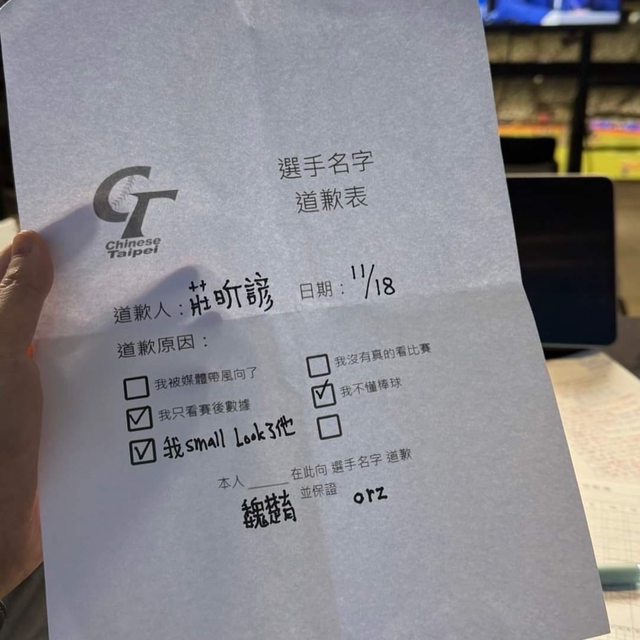 選手名字
道歉表
CT
Chinese
Taipei
道歉人：莊昕諺 日期：11/18
道歉原因：
我被媒體帶風向了 我沒有真的看比賽
我只看賽後數據 我不懂棒球
我small Look了他
本人＿＿＿在此向 選手名字 道歉
並保證 orz